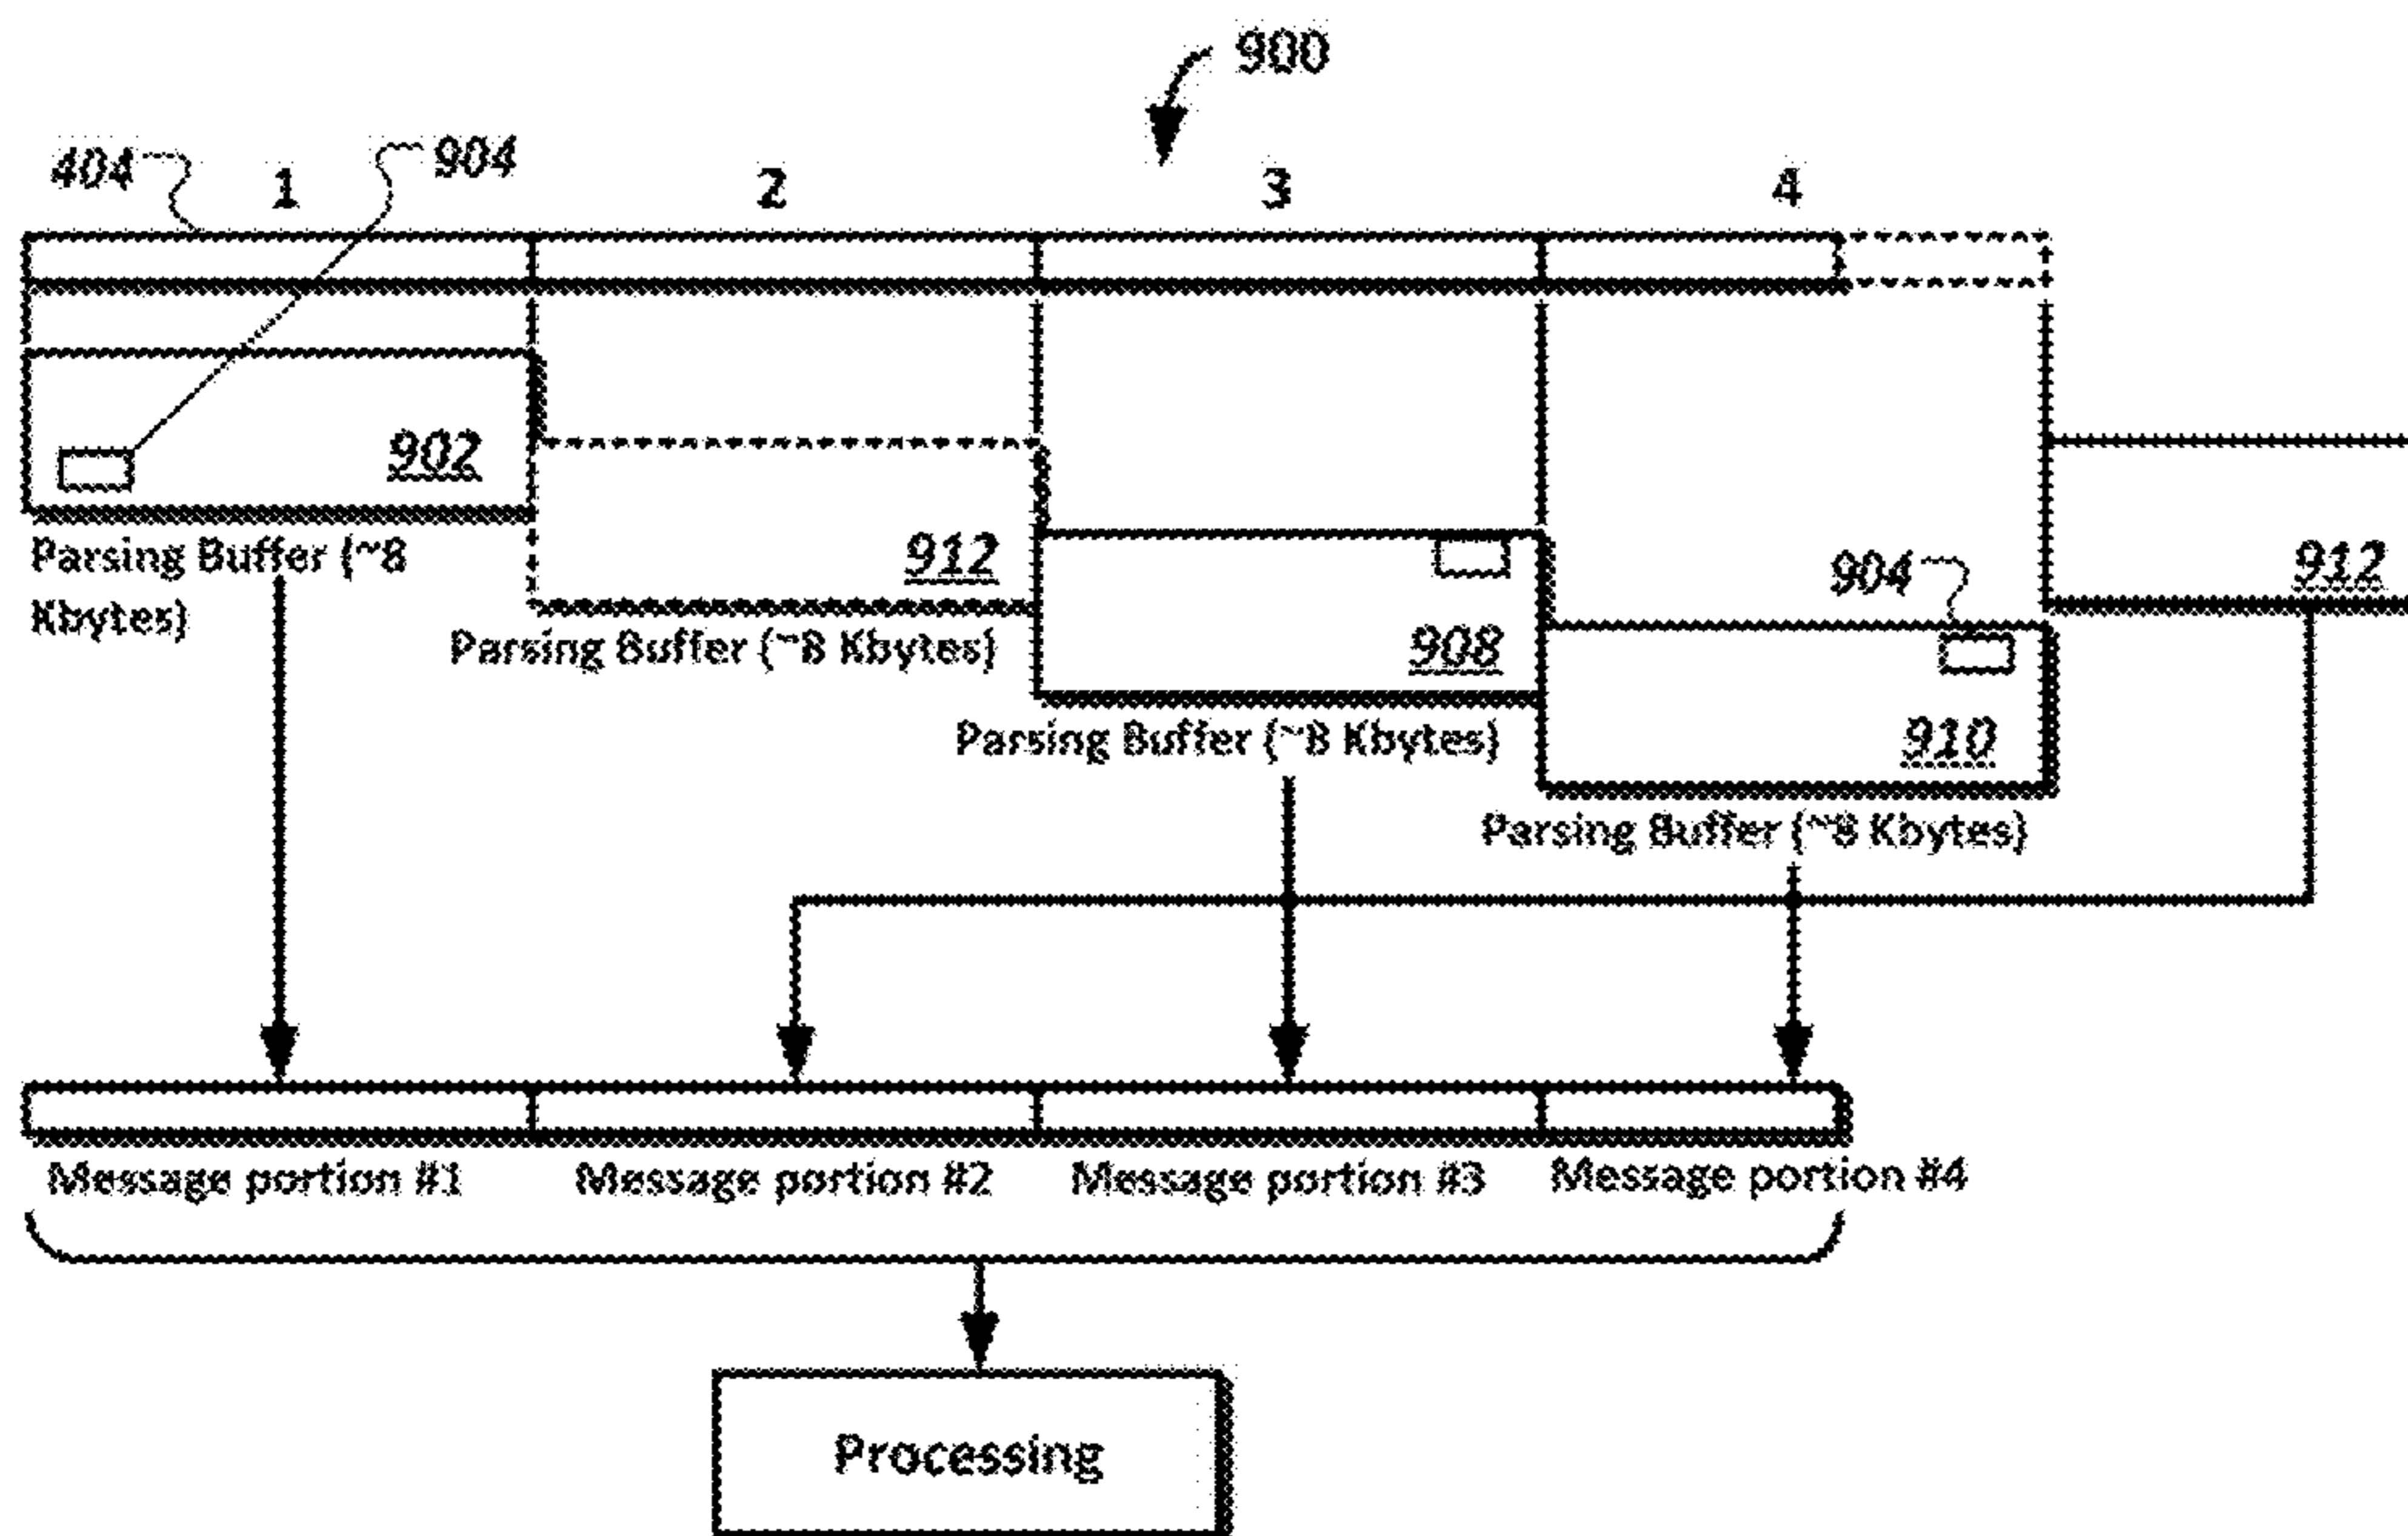 900
404
904
1
2
3
4
902
Parsing Buffer (~8
Kbytes)
912
Parsing Buffer (~8 Kbytes)
908
Parsing Buffer (~8 Kbytes)
904
910
Parsing Buffer (~8 Kbytes)
912
Message portion #1
Message portion #2
Message portion #3
Message portion #4
Processing